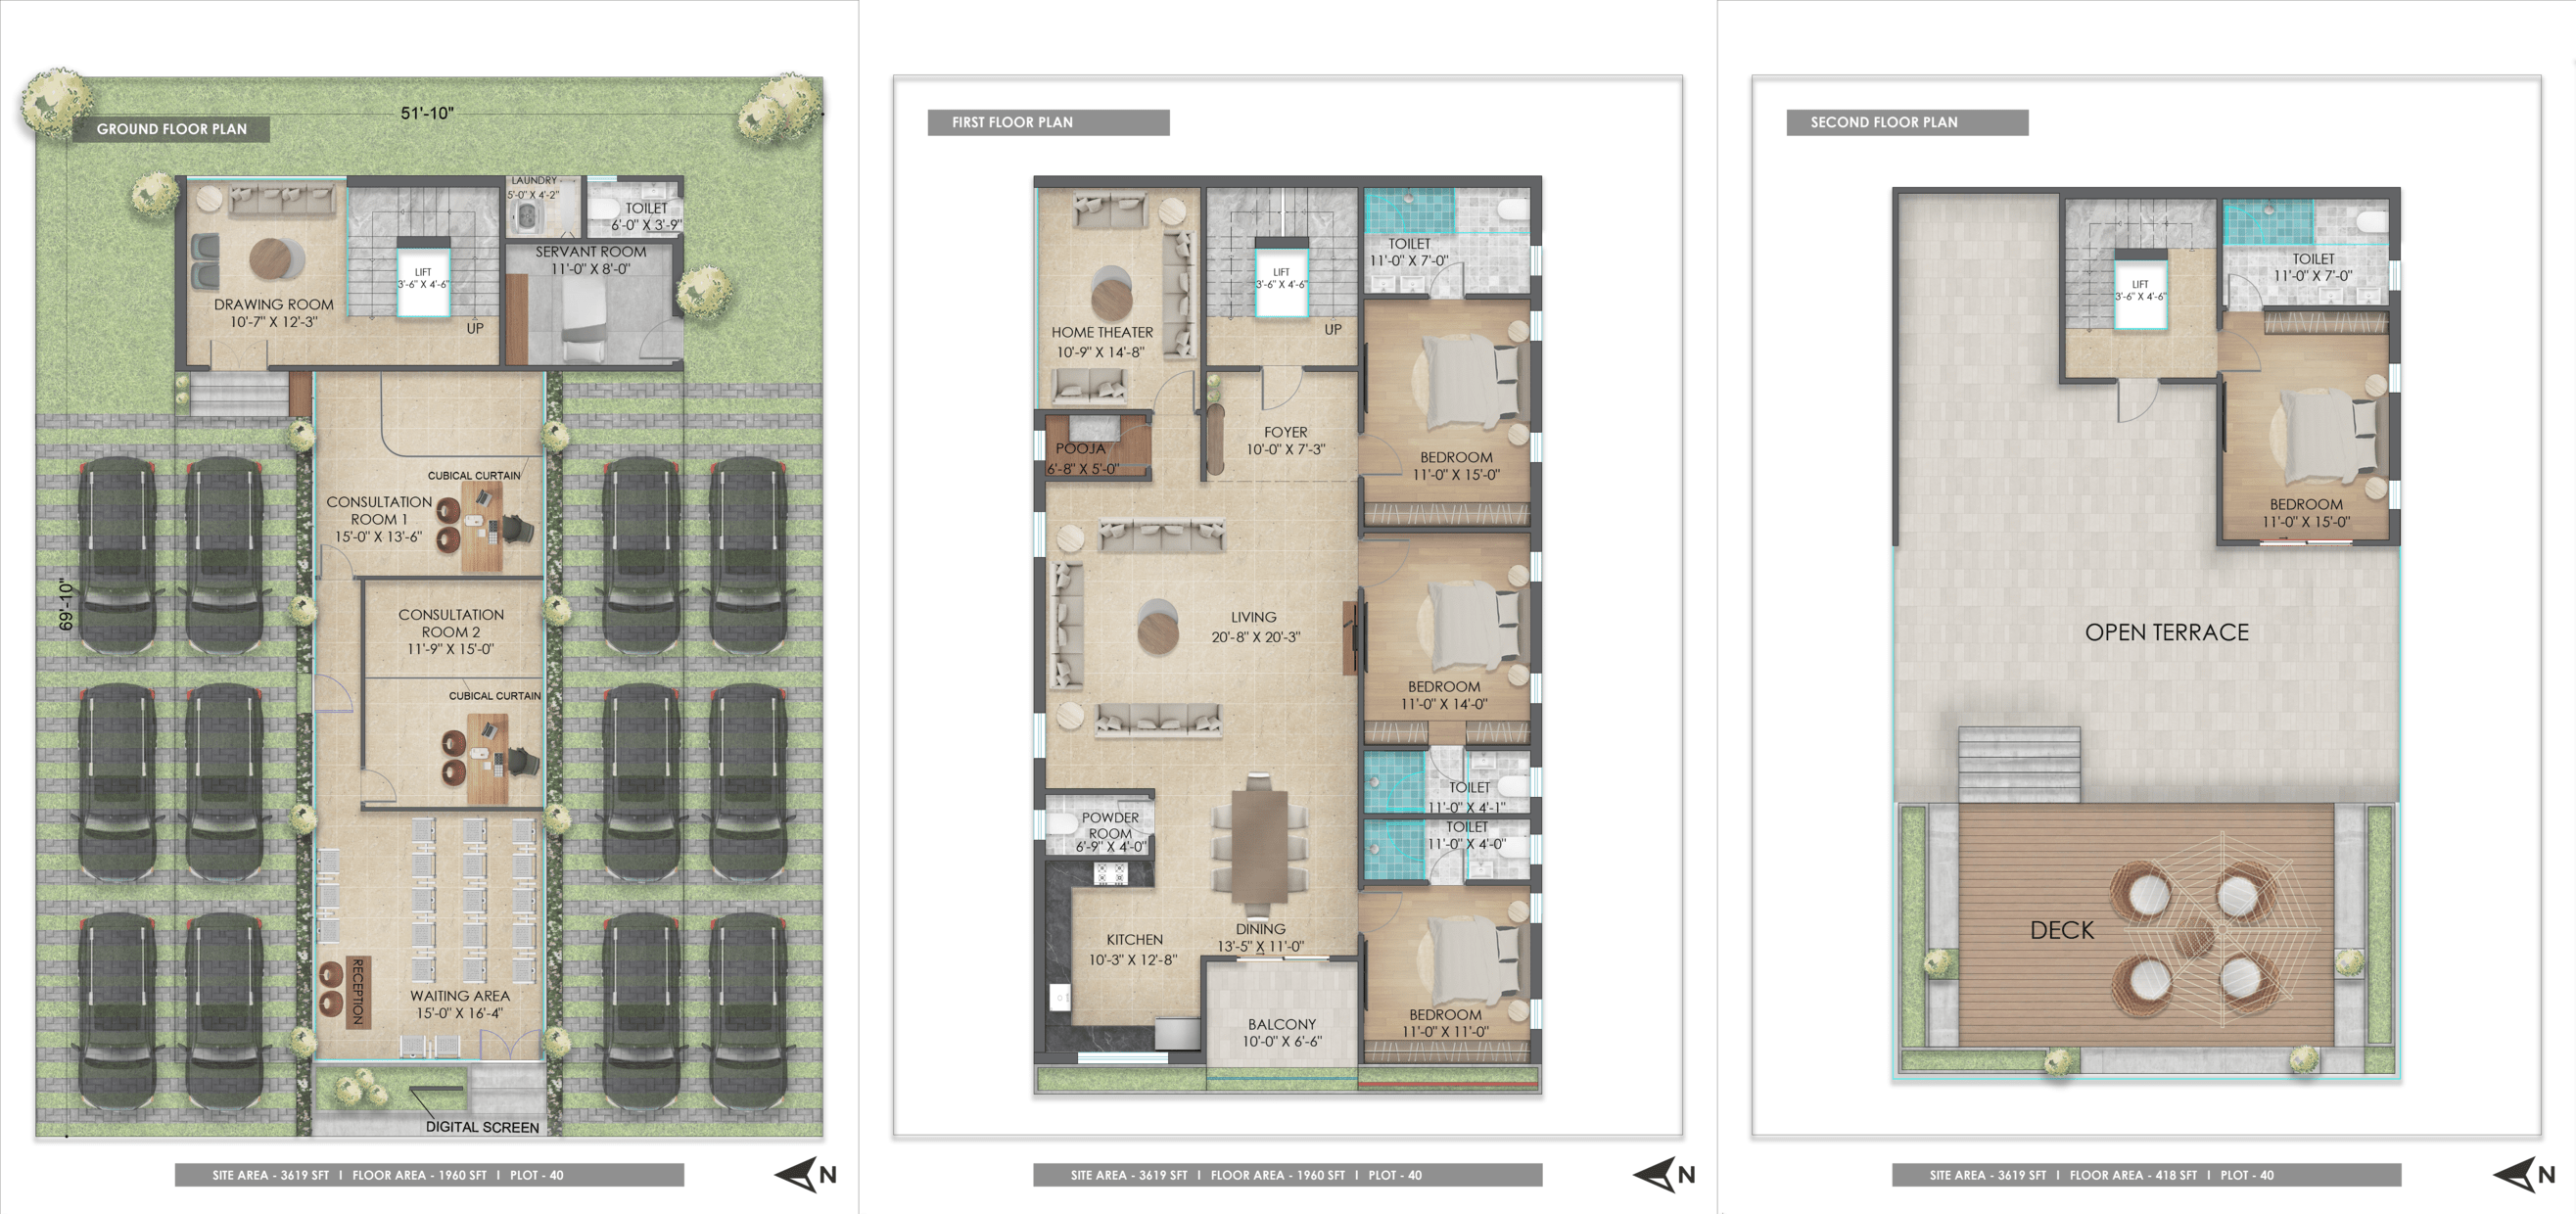 51'-10"
GROUND FLOOR PLAN
LAUNDRY
5'-0" X 4'-2"
TOILET
6'-0" X 3'-9"
SERVANT ROOM
11'-0" X 8'-0"
LIFT
3'-6" X 4'-6"
DRAWING ROOM
10'-7" X 12'-3"
UP
CUBICAL CURTAIN
CONSULTATION
ROOM 1
15'-0" X 13'-6"
69'-10"
CONSULTATION
ROOM 2
11'-9" X 15'-0"
CUBICAL CURTAIN
RECEPTION
WAITING AREA
15'-0" X 16'-4"
DIGITAL SCREEN
SITE AREA - 3619 SFT I FLOOR AREA - 1960 SFT I PLOT - 40
N
FIRST FLOOR PLAN
TOILET
11'-0" X 7'-0"
LIFT
3'-6" X 4'-6"
HOME THEATER
10'-9" X 14'-8"
UP
FOYER
10'-0" X 7'-3"
POOJA
6'-8" X 5'-0"
BEDROOM
11'-0" X 15'-0"
LIVING
20'-8" X 20'-3"
BEDROOM
11'-0" X 14'-0"
TOILET
11'-0" X 4'-1"
POWDER
ROOM
6'-9" X 4'-0"
TOILET
11'-0" X 4'-0"
DINING
13'-5" X 11'-0"
KITCHEN
10'-3" X 12'-8"
BEDROOM
11'-0" X 11'-0"
BALCONY
10'-0" X 6'-6"
SITE AREA - 3619 SFT I FLOOR AREA - 1960 SFT I PLOT - 40
N
SECOND FLOOR PLAN
TOILET
11'-0" X 7'-0"
LIFT
3'-6" X 4'-6"
BEDROOM
11'-0" X 15'-0"
OPEN TERRACE
DECK
SITE AREA - 3619 SFT I FLOOR AREA - 418 SFT I PLOT - 40
N